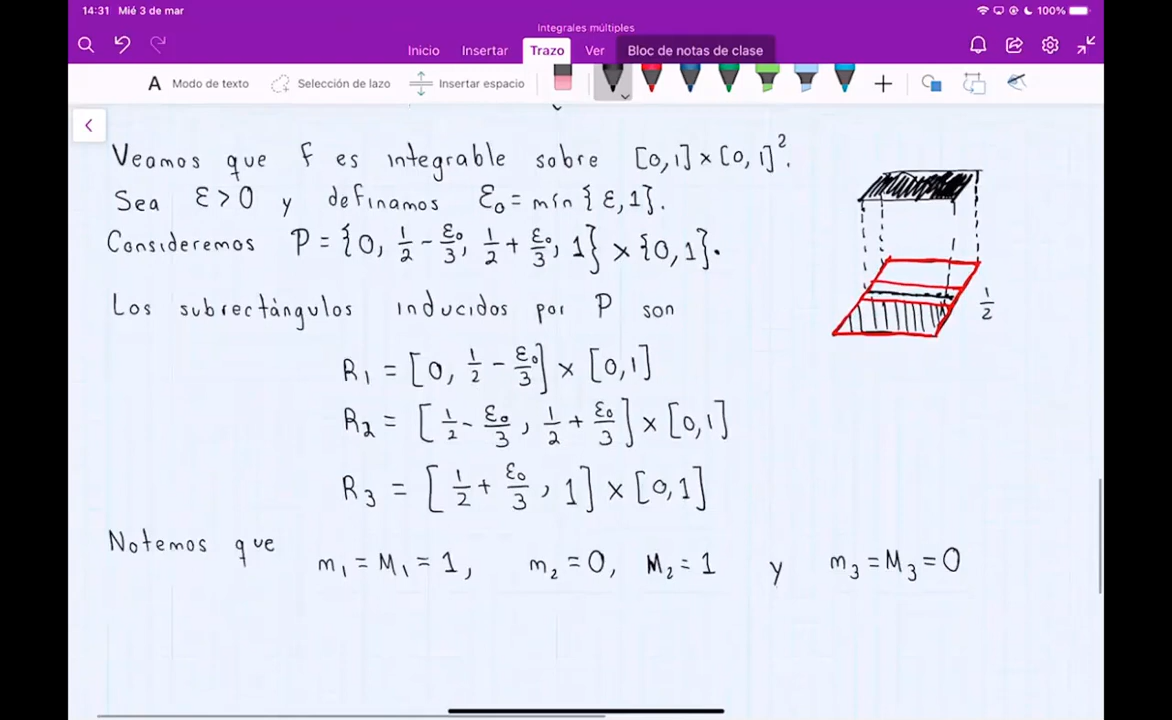 14:31 Mié 3 de mar
100%
Integrales múltiples
Inicio Insertar Trazo Ver Bloc de notas de clase
A Modo de texto Selección de lazo Insertar espacio
Veamos que f es integrable sobre [0,1] × [0,1]².
Sea ε > 0 y definamos ε₀ = mín {ε, 1}.
Consideremos P = {0, 1/2 - ε₀/3, 1/2 + ε₀/3, 1} × {0, 1}.
1/2
Los subrectángulos inducidos por P son
R₁ = [0, 1/2 - ε₀/3] × [0,1]
R₂ = [1/2 - ε₀/3, 1/2 + ε₀/3] × [0,1]
R₃ = [1/2 + ε₀/3, 1] × [0,1]
Notemos que
m₁ = M₁ = 1, m₂ = 0, M₂ = 1 y m₃ = M₃ = 0